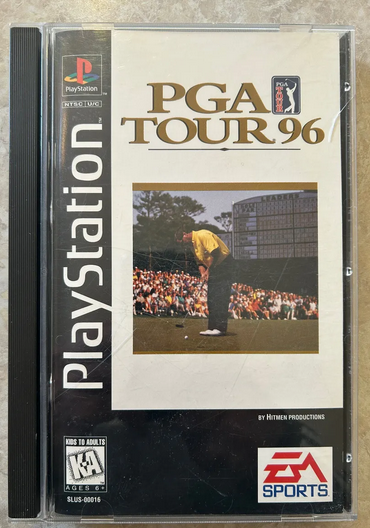 PlayStation
NTSC U/C
PlayStation
PGA
TOUR 96
PGA
TOUR
LEADERS
BY HITMEN PRODUCTIONS
KIDS TO ADULTS
K-A
AGES 6+
SLUS-00016
EA
SPORTS